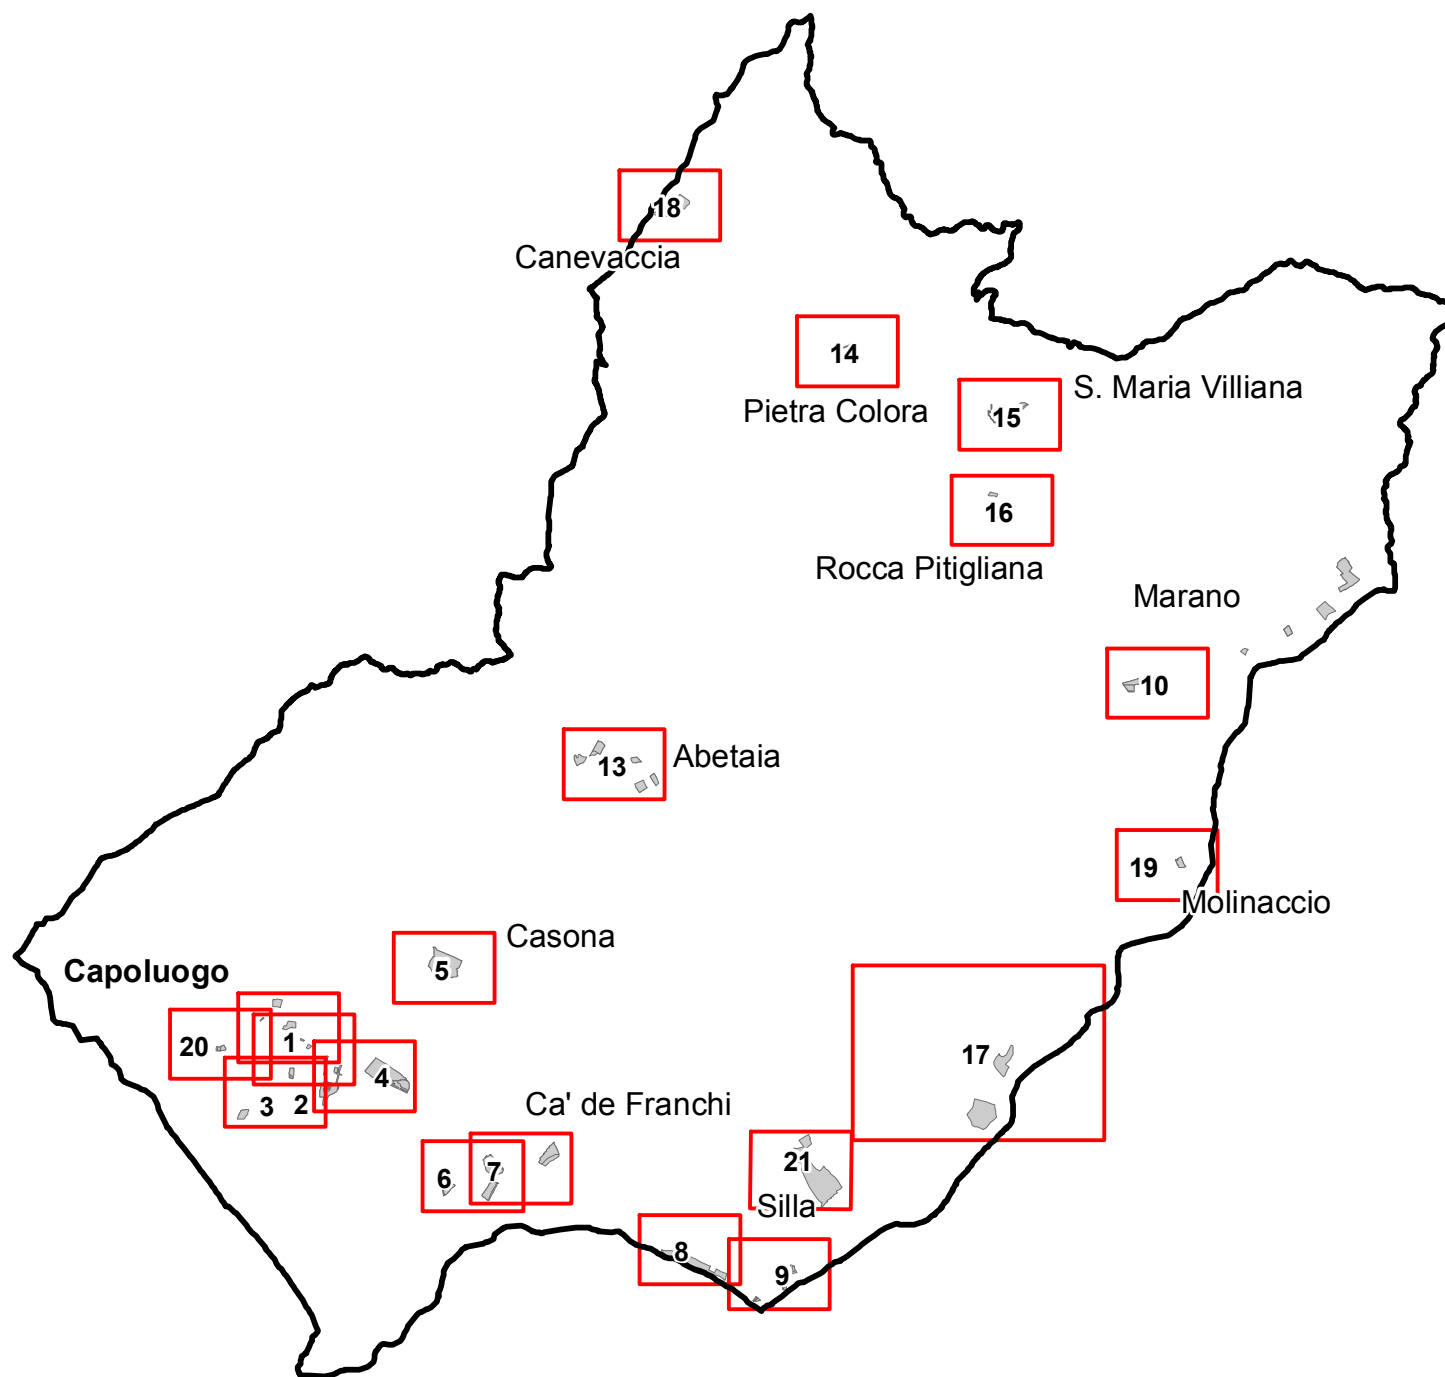 18
Canevaccia
14
Pietra Colora
S. Maria Villiana
15
16
Rocca Pitigliana
Marano
10
13
Abetaia
19
Molinaccio
Casona
5
Capoluogo
20
1
17
4
3
2
Ca' de Franchi
21
6
7
Silla
8
9